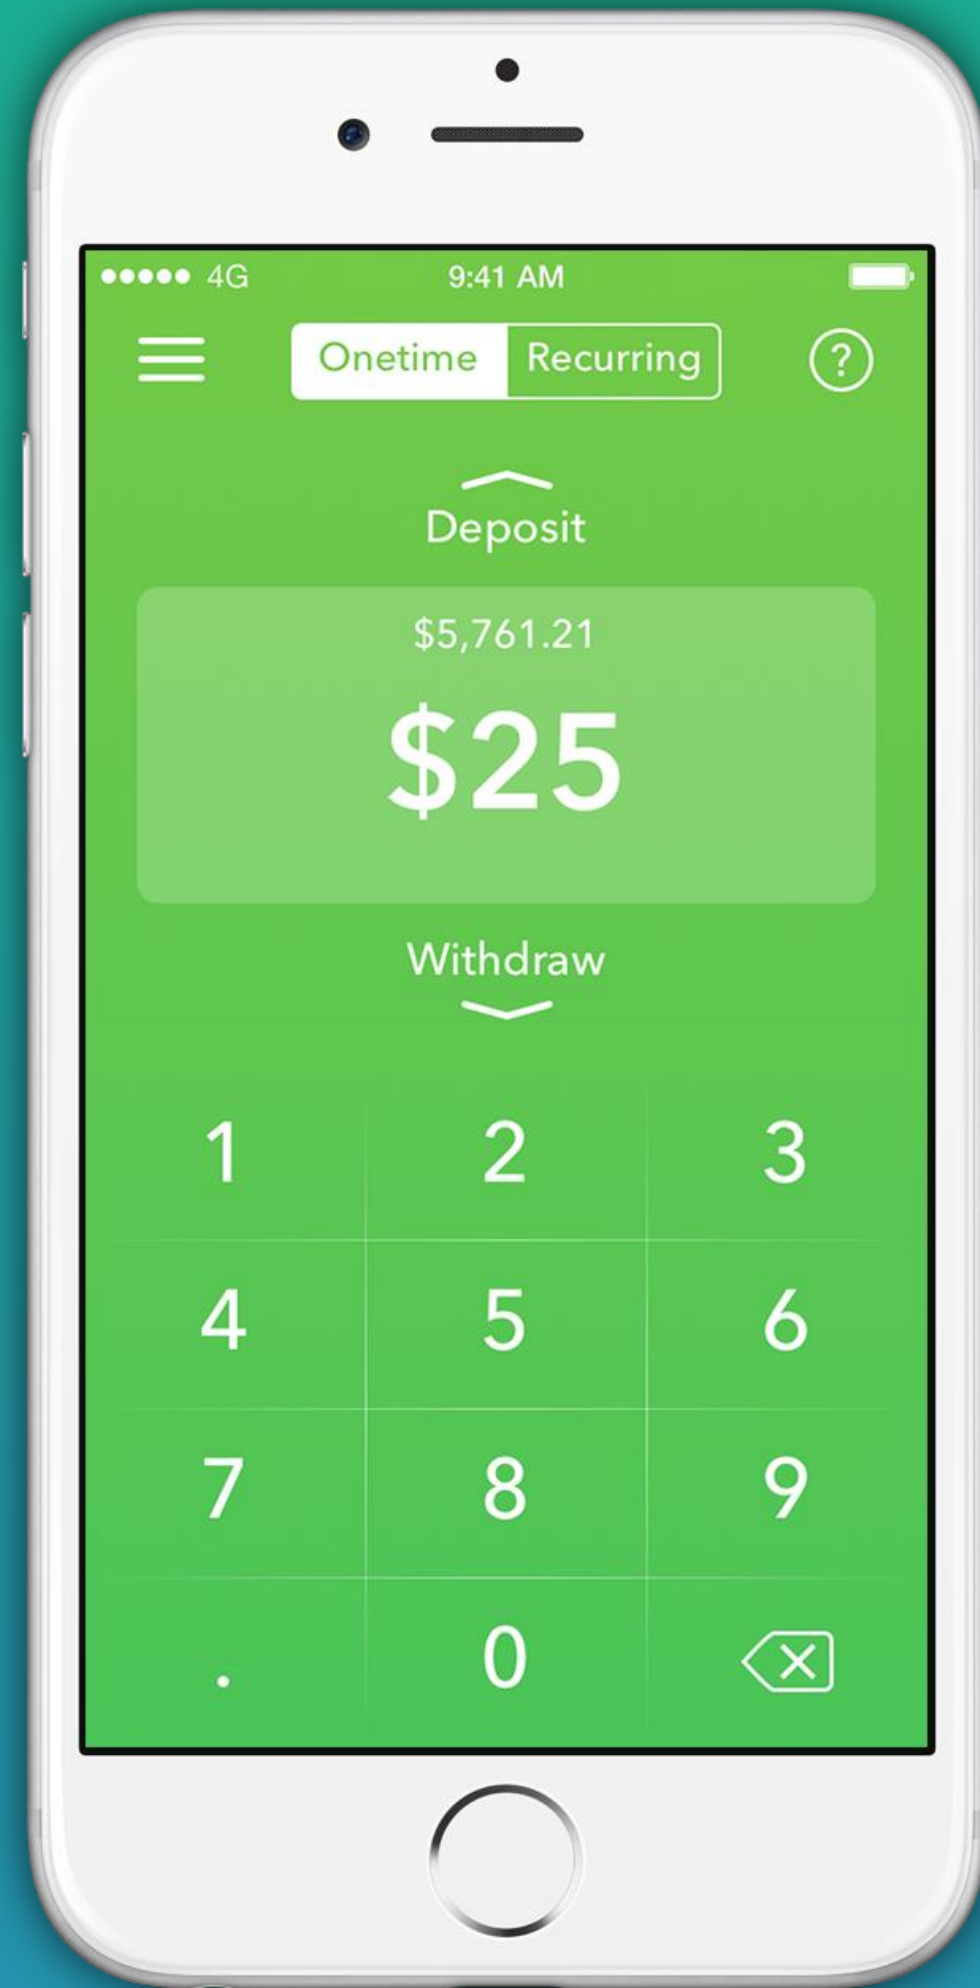 4G 9:41 AM
Onetime Recurring ?
Deposit
$5,761.21
$25
Withdraw
1 2 3
4 5 6
7 8 9
. 0